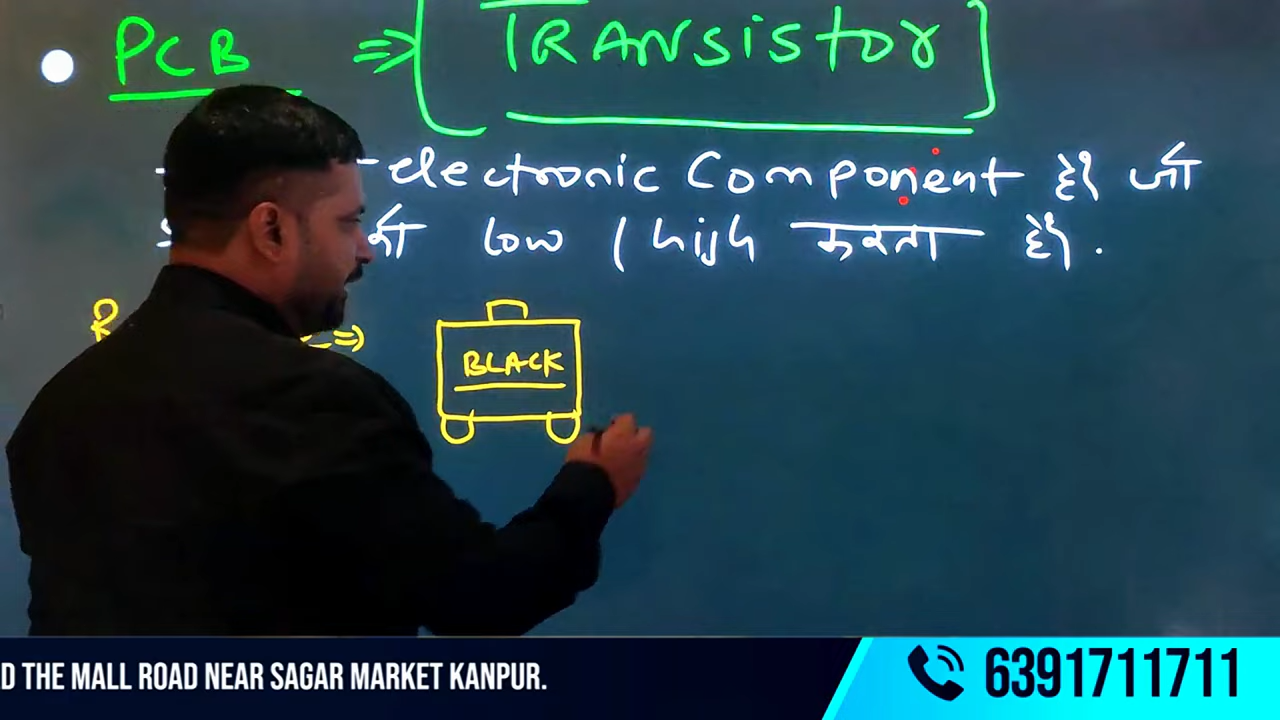 PCB ⇒ [TRANSistor]
electronic Component है जो
को low / high करता है.
R ⇒
BLACK
D THE MALL ROAD NEAR SAGAR MARKET KANPUR.
6391711711